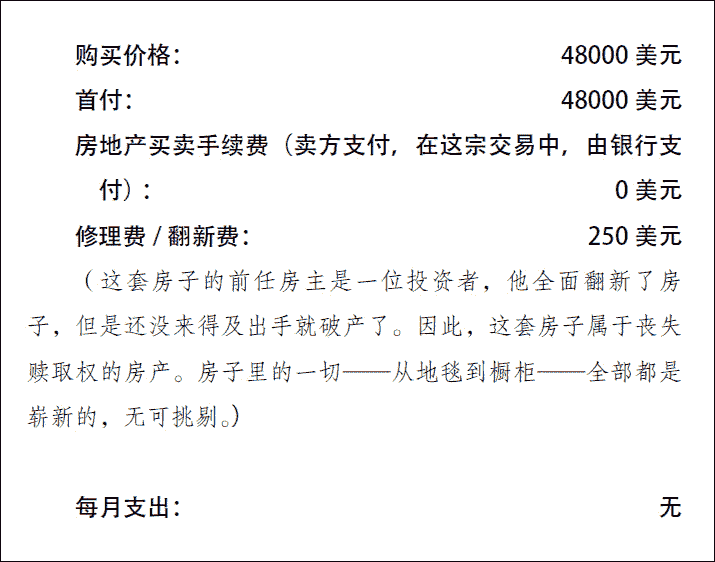 购买价格： 48000 美元
首付： 48000 美元
房地产买卖手续费（卖方支付，在这宗交易中，由银行支
付）： 0 美元
修理费 / 翻新费： 250 美元
（这套房子的前任房主是一位投资者，他全面翻新了房
子，但是还没来得及出手就破产了。因此，这套房子属于丧失
赎取权的房产。房子里的一切——从地毯到橱柜——全部都是
崭新的，无可挑剔。）
每月支出： 无